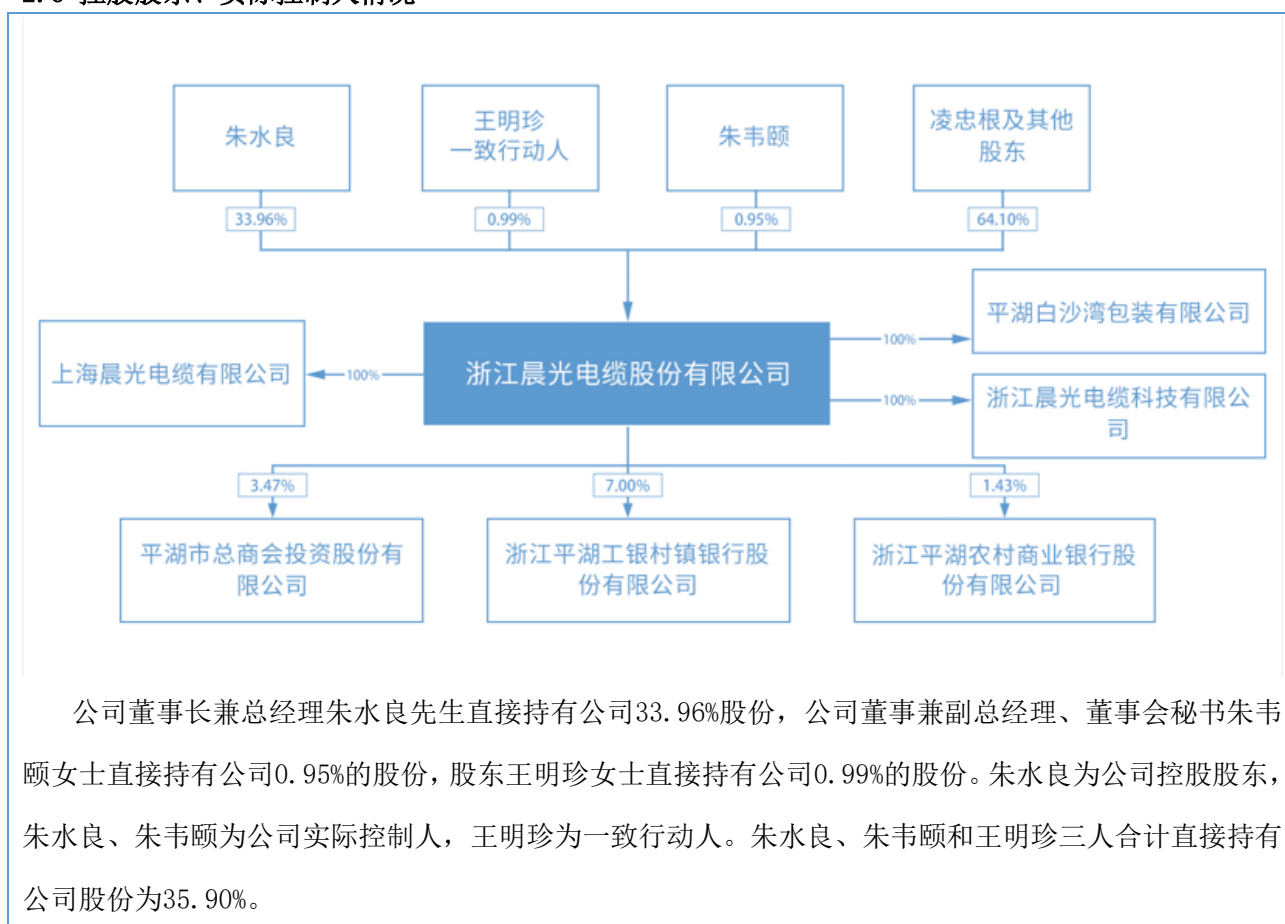 朱水良
王明珍
一致行动人
朱韦颐
凌忠根及其他
股东
33.96%
0.99%
0.95%
64.10%
平湖白沙湾包装有限公司
上海晨光电缆有限公司
100%
浙江晨光电缆股份有限公司
100%
100%
浙江晨光电缆科技有限公
司
3.47%
7.00%
1.43%
平湖市总商会投资股份有
限公司
浙江平湖工银村镇银行股
份有限公司
浙江平湖农村商业银行股
份有限公司
公司董事长兼总经理朱水良先生直接持有公司33.96%股份，公司董事兼副总经理、董事会秘书朱韦
颐女士直接持有公司0.95%的股份，股东王明珍女士直接持有公司0.99%的股份。朱水良为公司控股股东，
朱水良、朱韦颐为公司实际控制人，王明珍为一致行动人。朱水良、朱韦颐和王明珍三人合计直接持有
公司股份为35.90%。